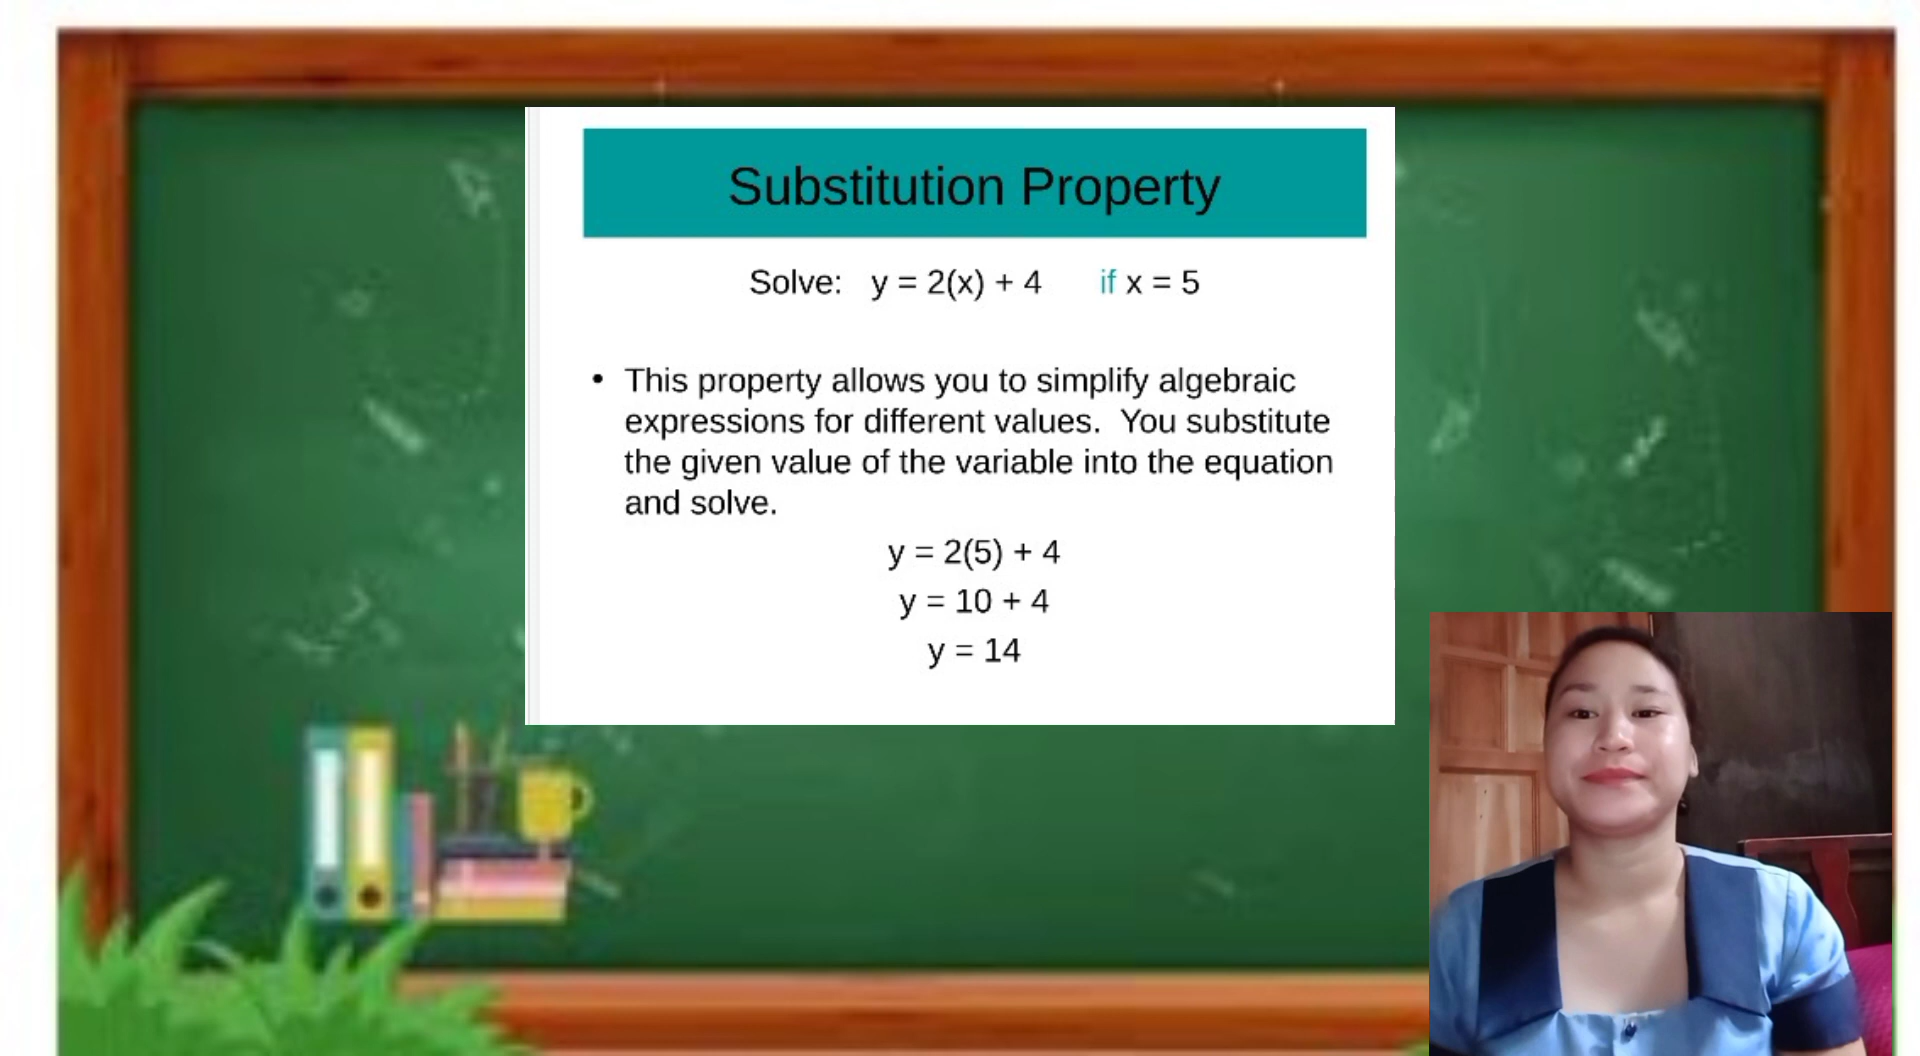 Substitution Property
Solve: y = 2(x) + 4 if x = 5
• This property allows you to simplify algebraic
expressions for different values. You substitute
the given value of the variable into the equation
and solve.
y = 2(5) + 4
y = 10 + 4
y = 14